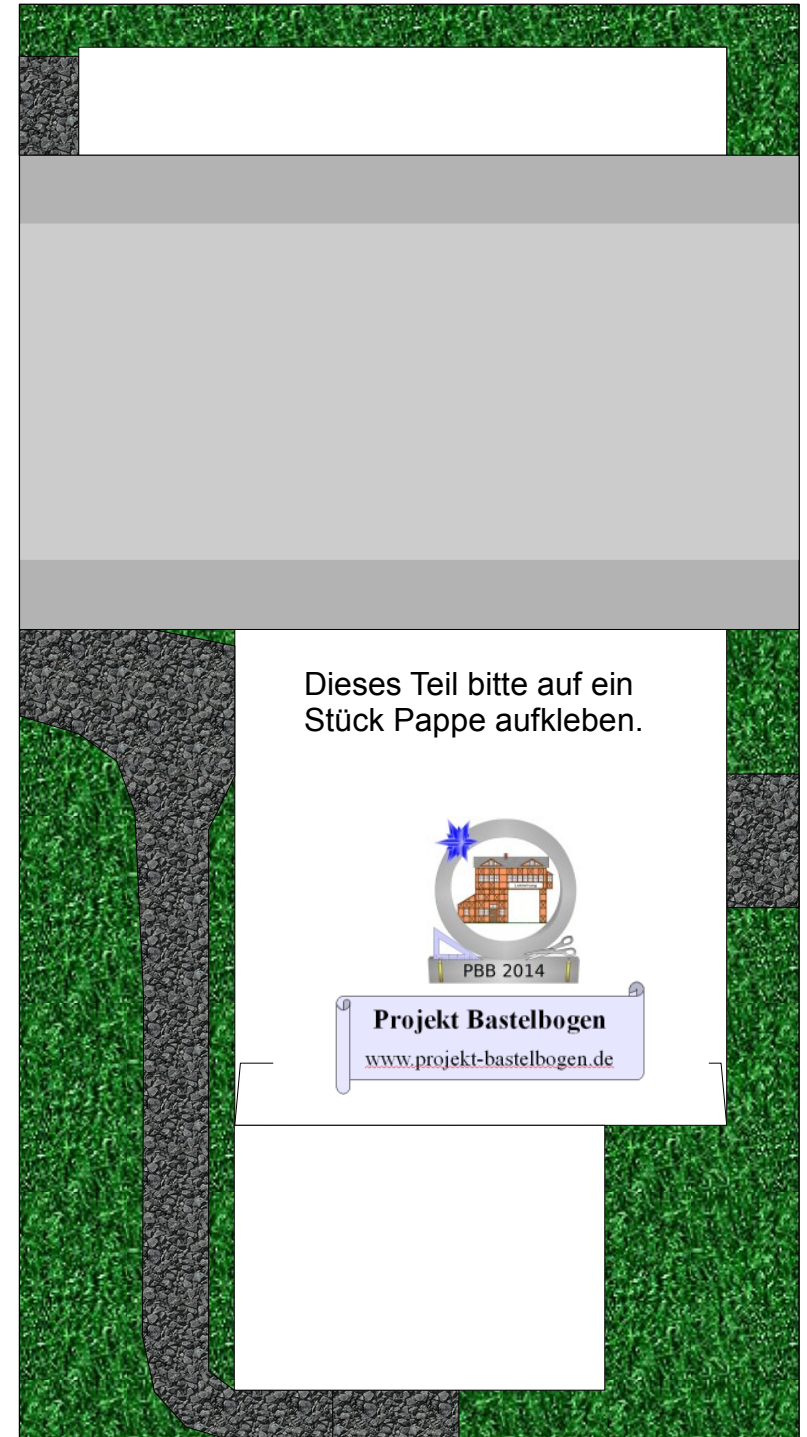 Dieses Teil bitte auf ein
Stück Pappe aufkleben.
PBB 2014
Projekt Bastelbogen
www.projekt-bastelbogen.de